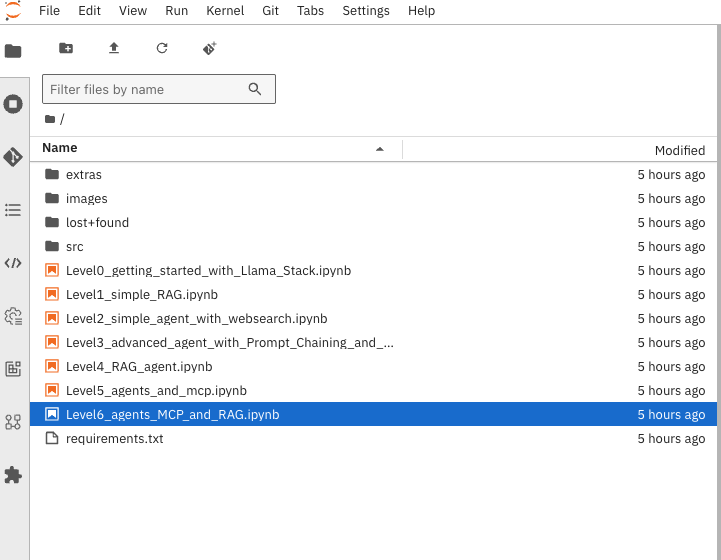 File Edit View Run Kernel Git Tabs Settings Help
Filter files by name
/
Name Modified
extras 5 hours ago
images 5 hours ago
lost+found 5 hours ago
src 5 hours ago
Level0_getting_started_with_Llama_Stack.ipynb 5 hours ago
Level1_simple_RAG.ipynb 5 hours ago
Level2_simple_agent_with_websearch.ipynb 5 hours ago
Level3_advanced_agent_with_Prompt_Chaining_and_... 5 hours ago
Level4_RAG_agent.ipynb 5 hours ago
Level5_agents_and_mcp.ipynb 5 hours ago
Level6_agents_MCP_and_RAG.ipynb 5 hours ago
requirements.txt 5 hours ago